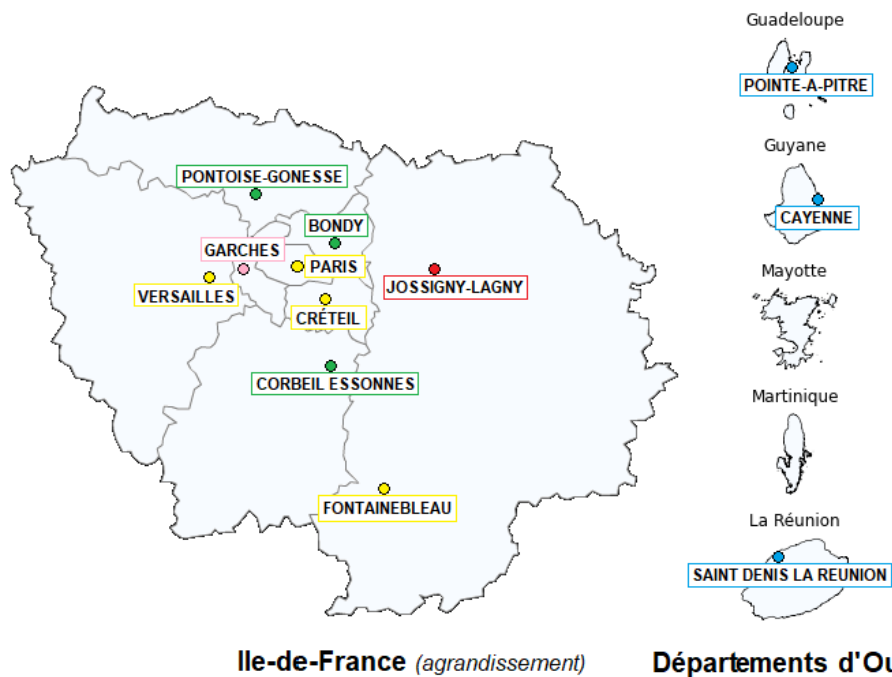 Guadeloupe
POINTE-A-PITRE
Guyane
PONTOISE-GONESSE
BONDY
CAYENNE
GARCHES
PARIS
Mayotte
VERSAILLES
JOSSIGNY-LAGNY
CRÉTEIL
CORBEIL ESSONNES
Martinique
FONTAINEBLEAU
La Réunion
SAINT DENIS LA REUNION
Ile-de-France (agrandissement)
Départements d'Ou